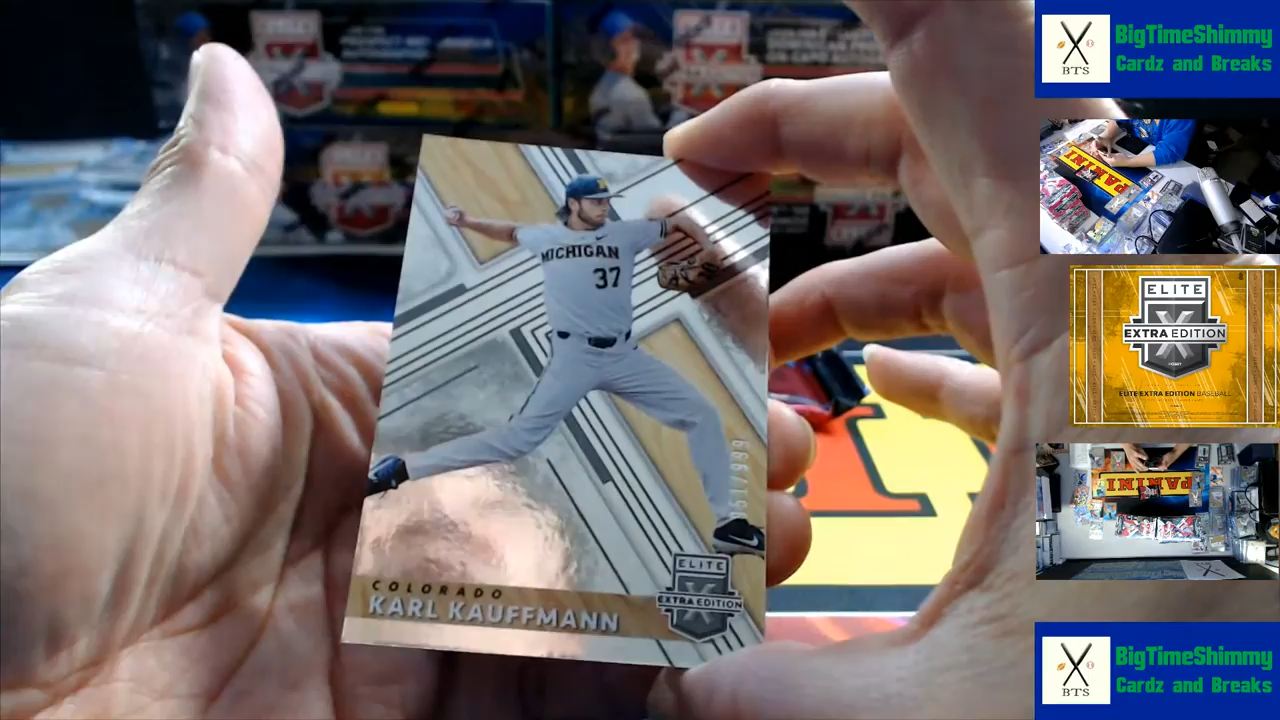 MICHIGAN
37
COLORADO
KARL KAUFFMANN
ELITE
EXTRA EDITION
BigTimeShimmy
Cardz and Breaks
BTS
PANINI
ELITE
EXTRA EDITION
ELITE EXTRA EDITION BASEBALL
PANINI
BigTimeShimmy
Cardz and Breaks
BTS